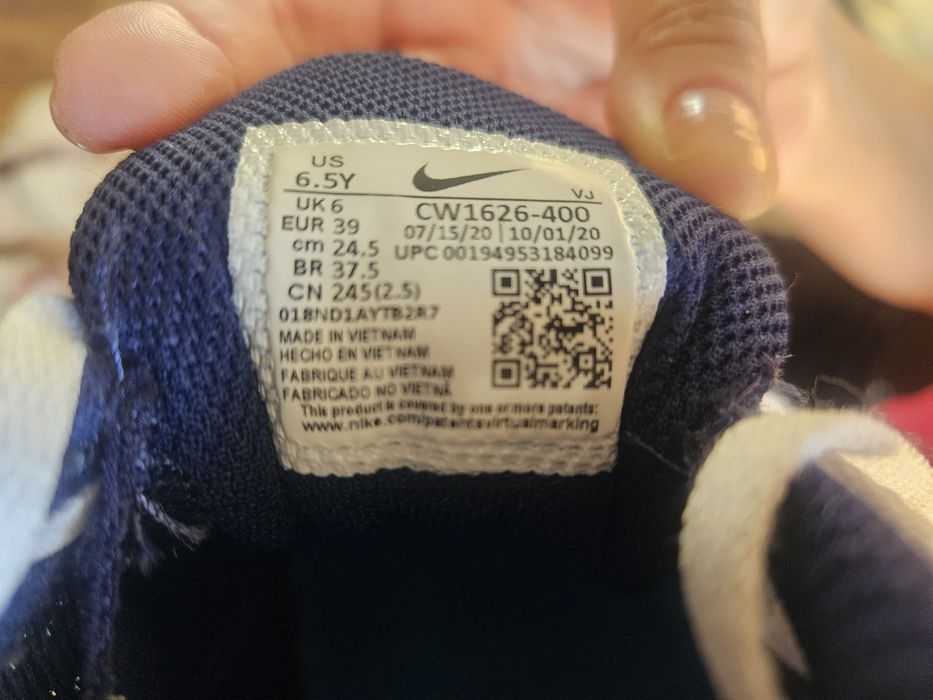 US
6.5Y
VJ
UK 6
CW1626-400
EUR 39
07/15/20 | 10/01/20
cm 24.5
UPC 00194953184099
BR 37.5
CN 245(2.5)
018ND1AYTB2R7
MADE IN VIETNAM
HECHO EN VIETNAM
FABRIQUE AU VIETNAM
FABRICADO NO VIETNÃ
This product is covered by one or more patents:
www.nike.com/patentsvirtualmarking